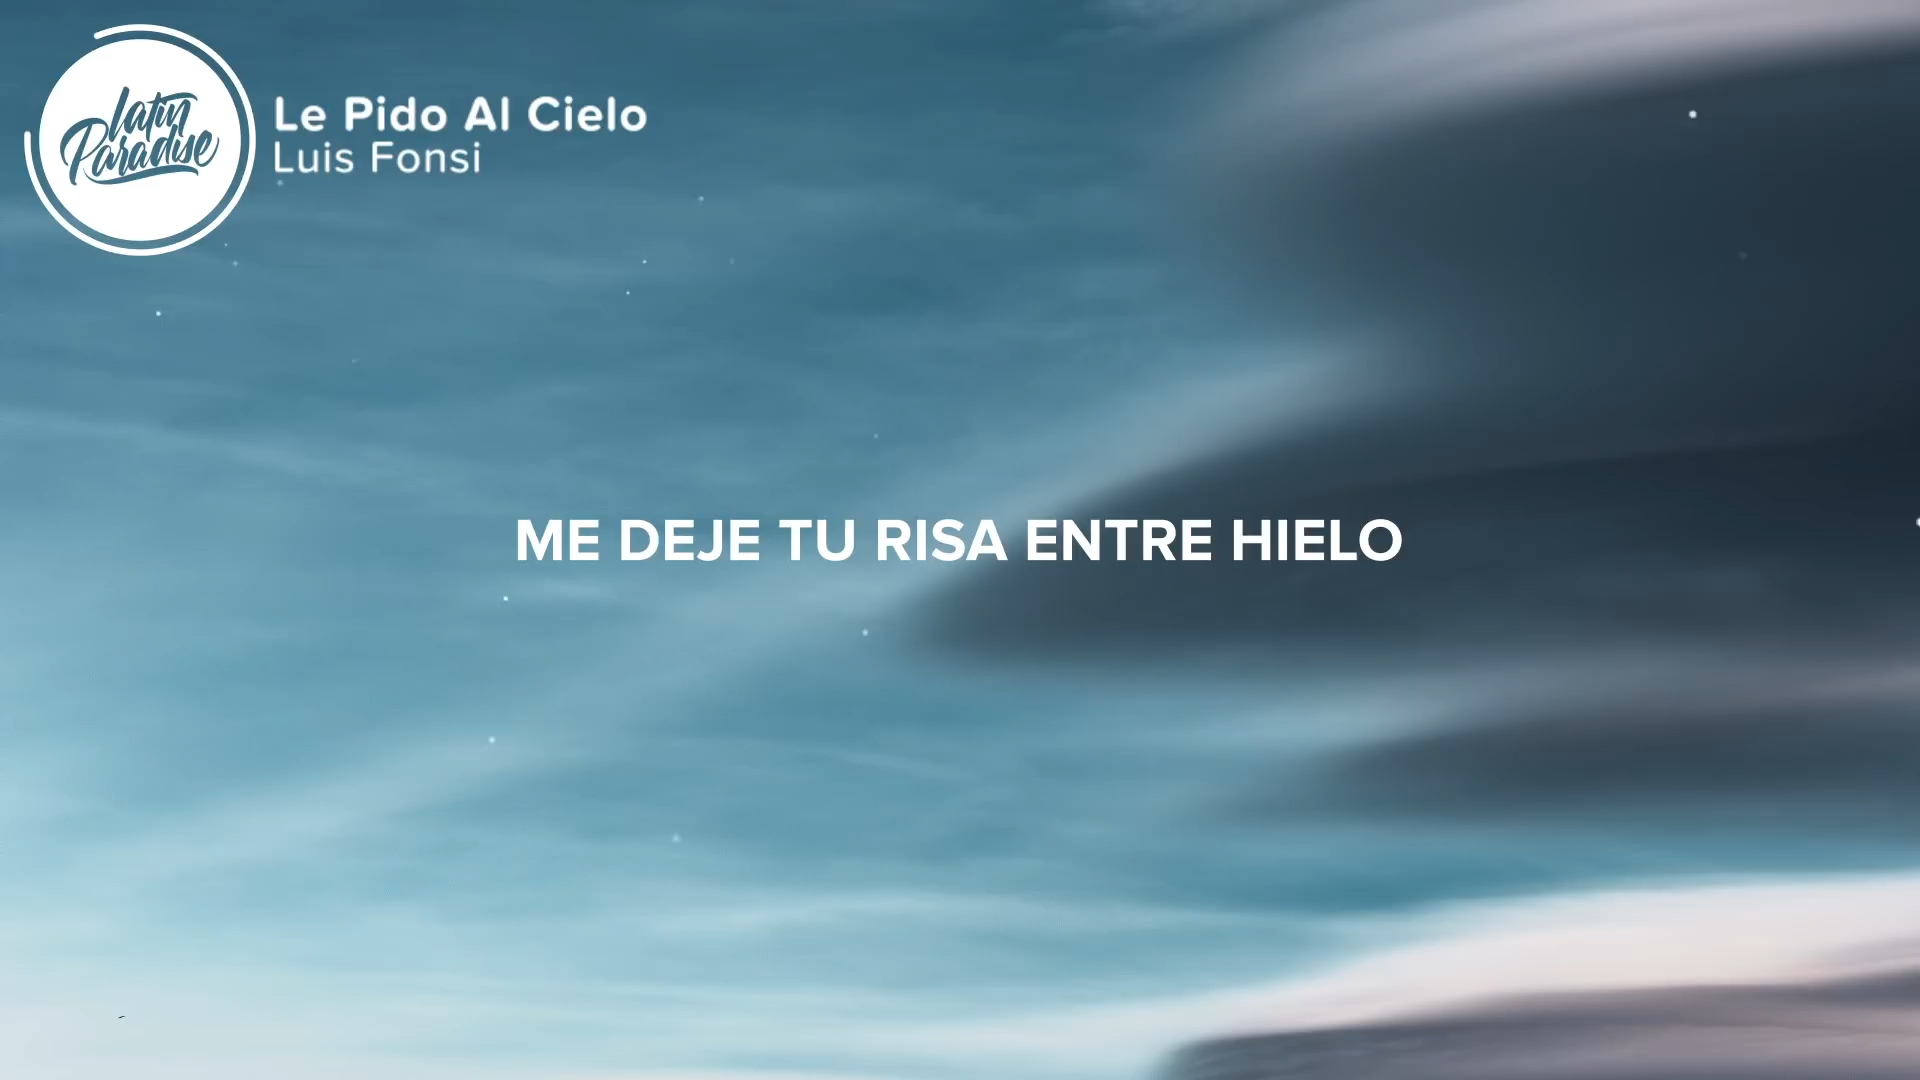 latin
Paradise
Le Pido Al Cielo
Luis Fonsi
ME DEJE TU RISA ENTRE HIELO